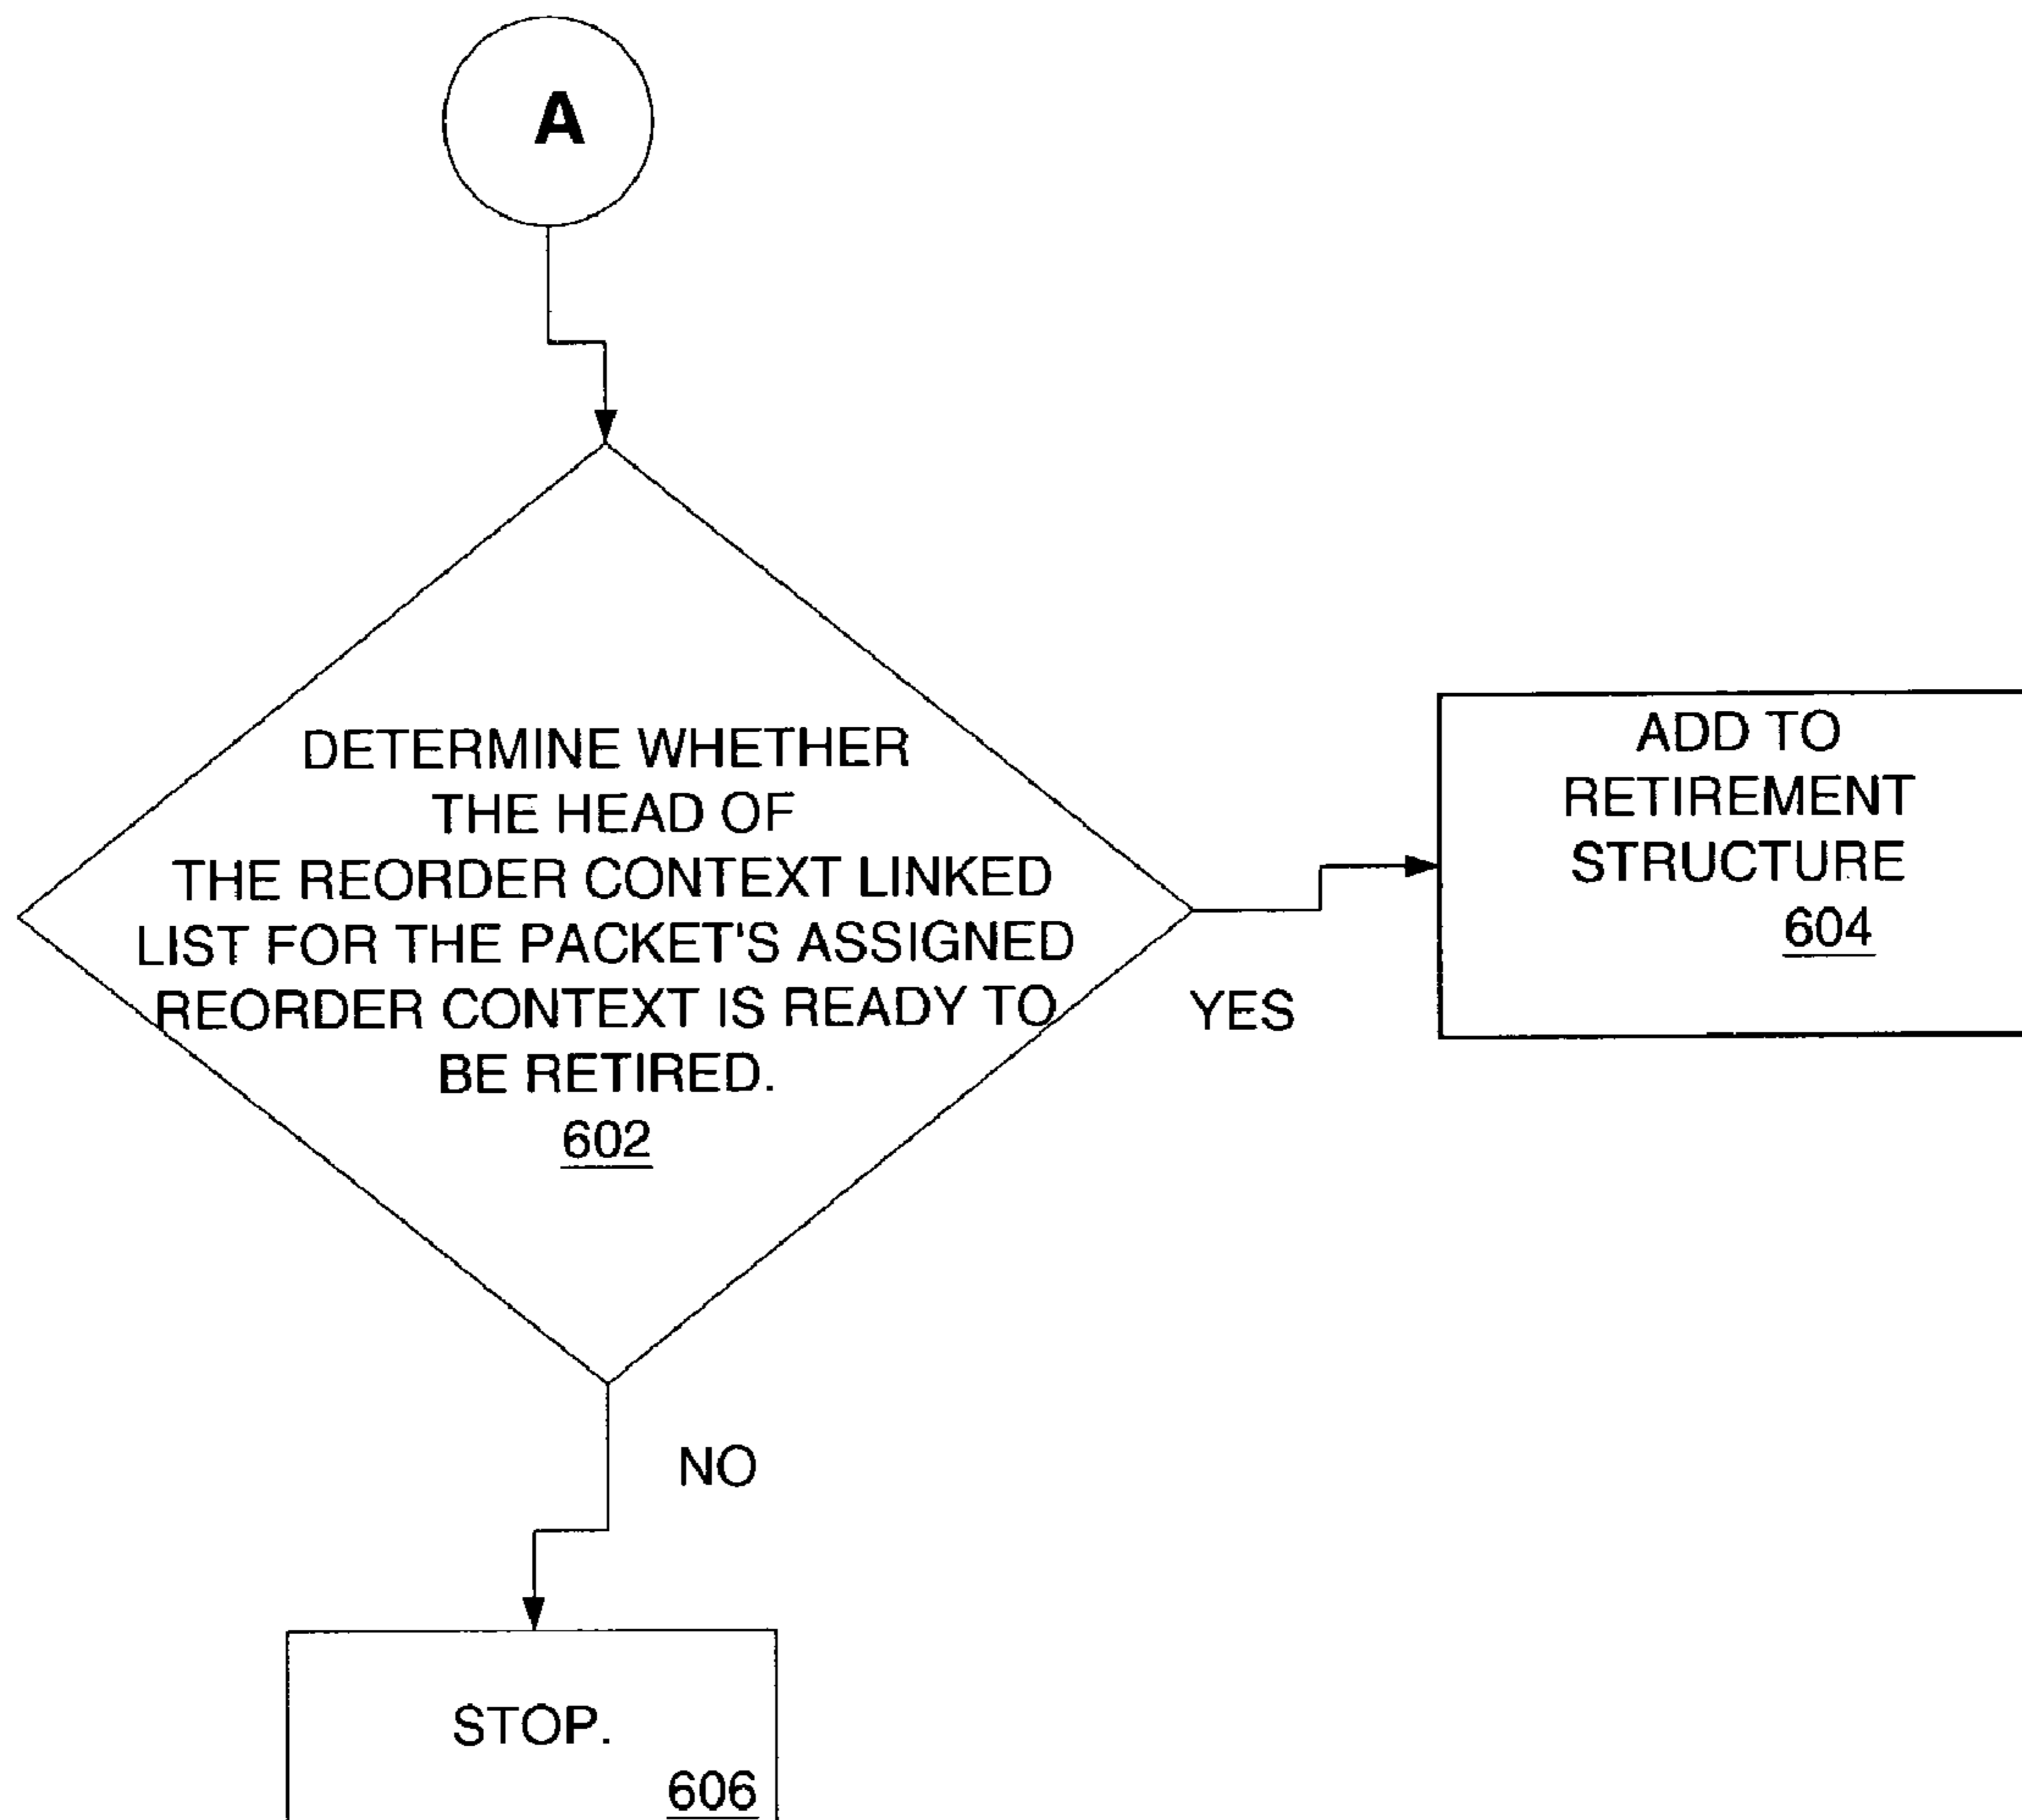 A
DETERMINE WHETHER
THE HEAD OF
THE REORDER CONTEXT LINKED
LIST FOR THE PACKET'S ASSIGNED
REORDER CONTEXT IS READY TO
BE RETIRED.
602
YES
ADD TO
RETIREMENT
STRUCTURE
604
NO
STOP.
606